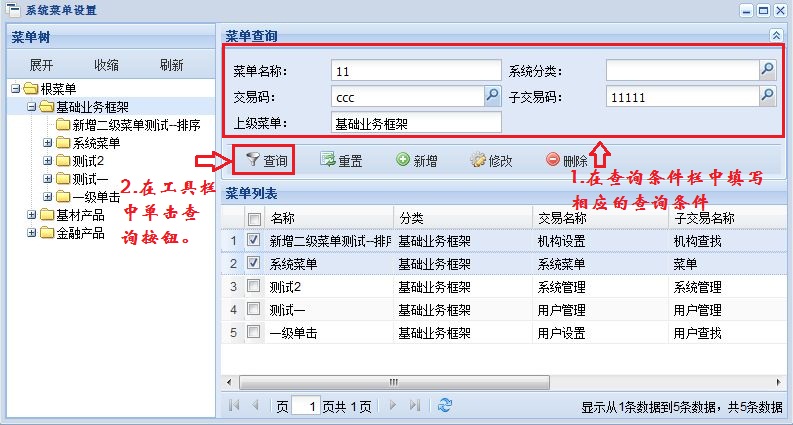 系统菜单设置
菜单树
展开 收缩 刷新
根菜单
基础业务框架
新增二级菜单测试--排序
系统菜单
测试2
测试一
一级单击
基材产品
金融产品
2.在工具栏
中单击查
询按钮。
菜单查询
菜单名称: 11 系统分类:
交易码: ccc 子交易码: 11111
上级菜单: 基础业务框架
查询 重置 新增 修改 删除
1.在查询条件栏中填写
相应的查询条件
菜单列表
名称 分类 交易名称 子交易名称
1 新增二级菜单测试--排序 基础业务框架 机构设置 机构查找
2 系统菜单 基础业务框架 系统菜单 菜单
3 测试2 基础业务框架 系统管理 系统管理
4 测试一 基础业务框架 用户管理 用户管理
5 一级单击 基础业务框架 用户设置 用户查找
页 1 页共 1 页 显示从1条数据到5条数据，共5条数据